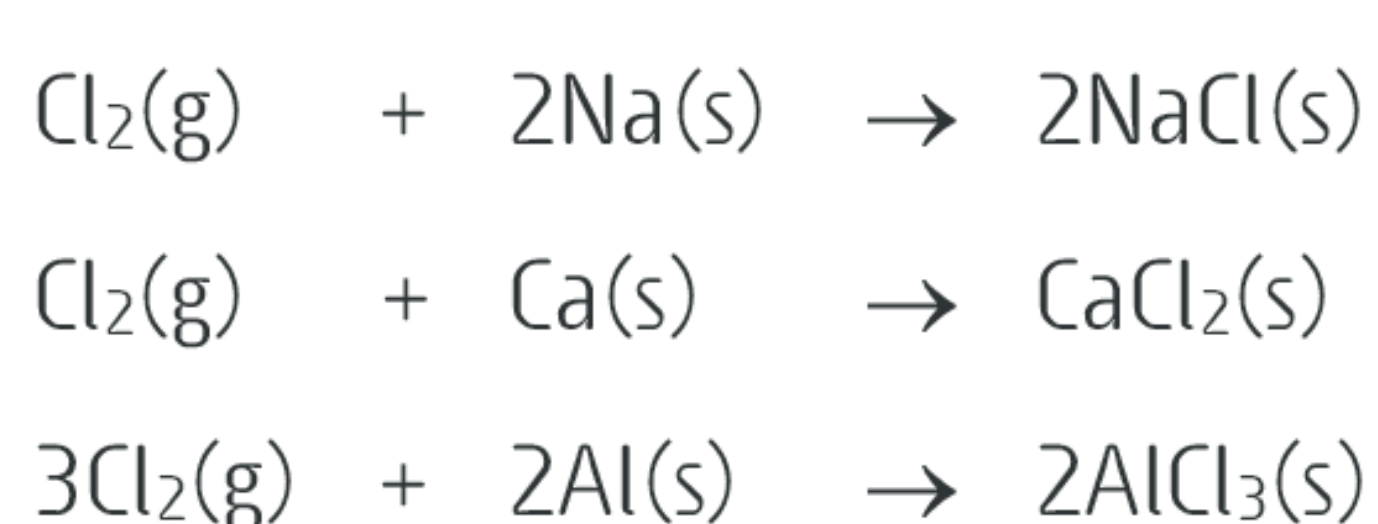 Cl₂(g) + 2Na(s) → 2NaCl(s)
Cl₂(g) + Ca(s) → CaCl₂(s)
3Cl₂(g) + 2Al(s) → 2AlCl₃(s)